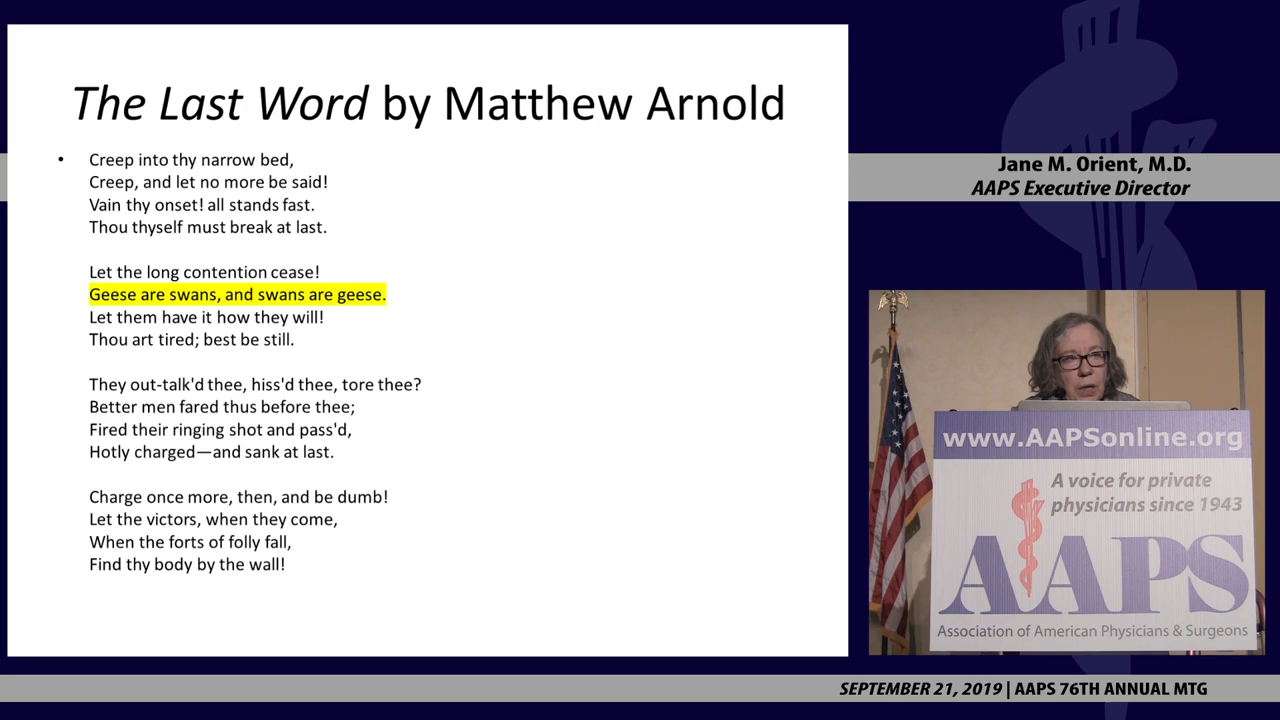 The Last Word by Matthew Arnold
• Creep into thy narrow bed,
Creep, and let no more be said!
Vain thy onset! all stands fast.
Thou thyself must break at last.
Let the long contention cease!
Geese are swans, and swans are geese.
Let them have it how they will!
Thou art tired; best be still.
They out-talk'd thee, hiss'd thee, tore thee?
Better men fared thus before thee;
Fired their ringing shot and pass'd,
Hotly charged—and sank at last.
Charge once more, then, and be dumb!
Let the victors, when they come,
When the forts of folly fall,
Find thy body by the wall!
Jane M. Orient, M.D.
AAPS Executive Director
www.AAPSonline.org
A voice for private
physicians since 1943
AAPS
Association of American Physicians & Surgeons
SEPTEMBER 21, 2019 | AAPS 76TH ANNUAL MTG